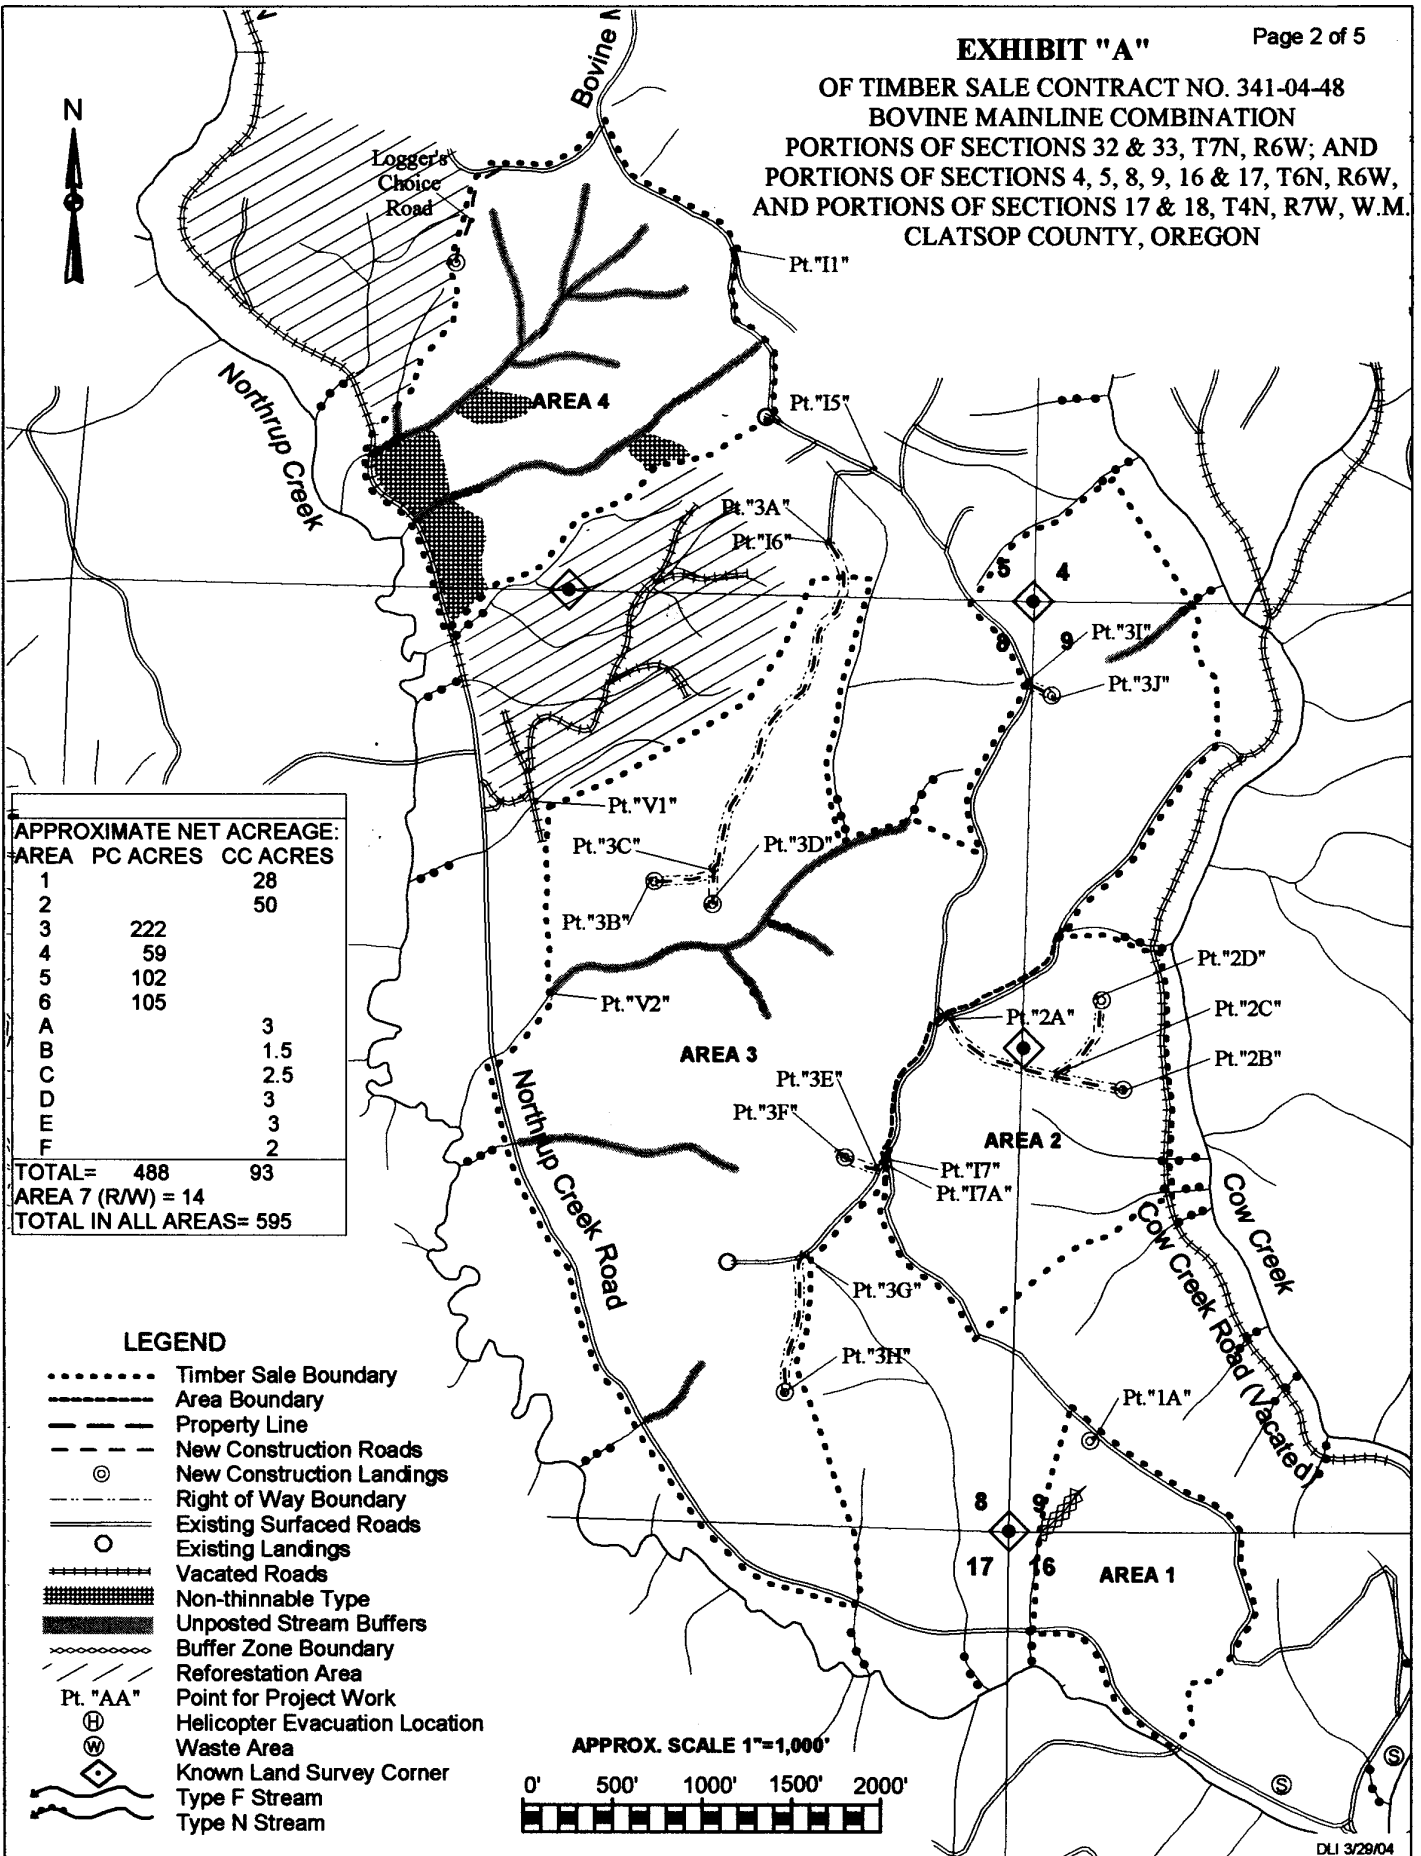 Page 2 of 5
EXHIBIT "A"
OF TIMBER SALE CONTRACT NO. 341-04-48
BOVINE MAINLINE COMBINATION
PORTIONS OF SECTIONS 32 & 33, T7N, R6W; AND
PORTIONS OF SECTIONS 4, 5, 8, 9, 16 & 17, T6N, R6W,
AND PORTIONS OF SECTIONS 17 & 18, T4N, R7W, W.M.
CLATSOP COUNTY, OREGON
N
Bovine M
Logger's
Choice
Road
Pt."I1"
Northrup Creek
AREA 4
Pt."I5"
Pt."3A"
Pt."I6"
5 4
8 9
Pt."3I"
Pt."3J"
Pt."V1"
Pt."3C"
Pt."3D"
Pt."3B"
Pt."V2"
Pt."2D"
Pt."2C"
Pt."2A"
Pt."2B"
AREA 3
Pt."3E"
Pt."3F"
AREA 2
Pt."I7"
Pt."I7A"
Northrup Creek Road
Cow Creek
Cow Creek Road (Vacated)
Pt."3G"
Pt."3H"
Pt."1A"
8 9
17 16
AREA 1
S
S
APPROXIMATE NET ACREAGE:
AREA PC ACRES CC ACRES
1 28
2 50
3 222
4 59
5 102
6 105
A 3
B 1.5
C 2.5
D 3
E 3
F 2
TOTAL= 488 93
AREA 7 (R/W) = 14
TOTAL IN ALL AREAS= 595
LEGEND
Timber Sale Boundary
Area Boundary
Property Line
New Construction Roads
New Construction Landings
Right of Way Boundary
Existing Surfaced Roads
Existing Landings
Vacated Roads
Non-thinnable Type
Unposted Stream Buffers
Buffer Zone Boundary
Reforestation Area
Pt. "AA" Point for Project Work
H Helicopter Evacuation Location
W Waste Area
Known Land Survey Corner
Type F Stream
Type N Stream
APPROX. SCALE 1"=1,000'
0' 500' 1000' 1500' 2000'
DLI 3/29/04